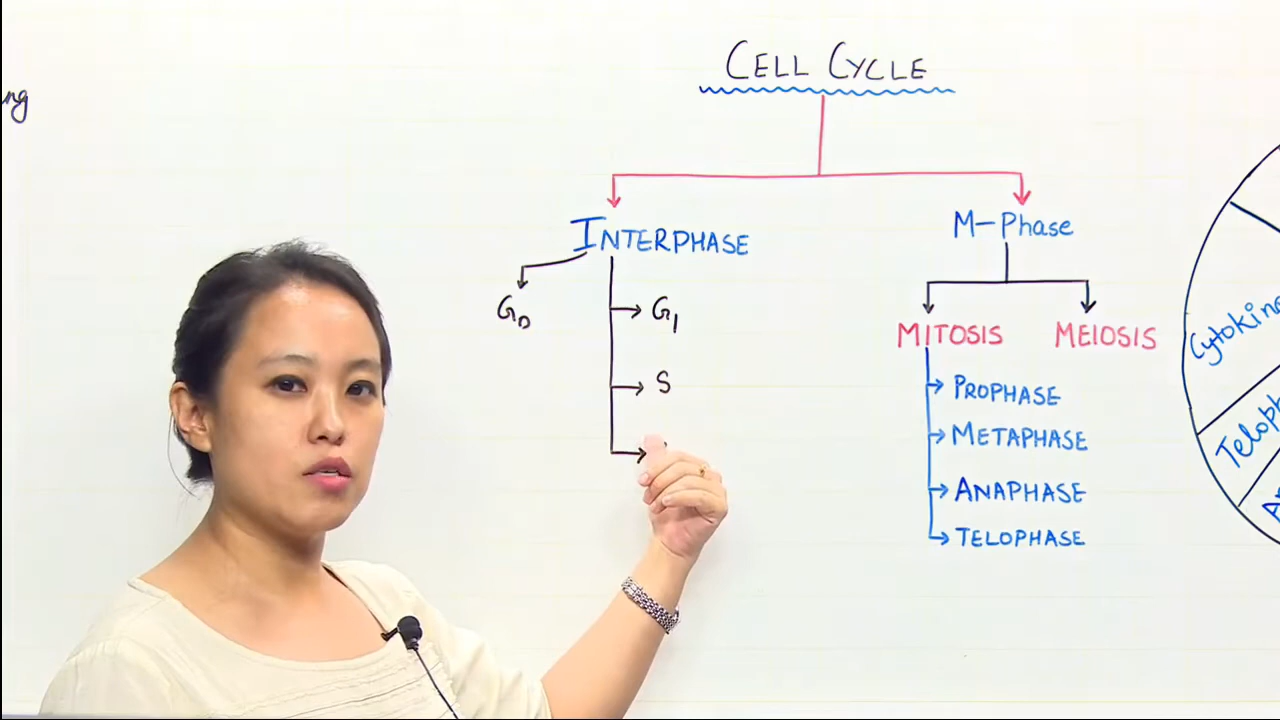 ng
CELL CYCLE
INTERPHASE
M-Phase
G0
G1
S
MITOSIS
MEIOSIS
PROPHASE
METAPHASE
ANAPHASE
TELOPHASE
Cytokine
Teloph